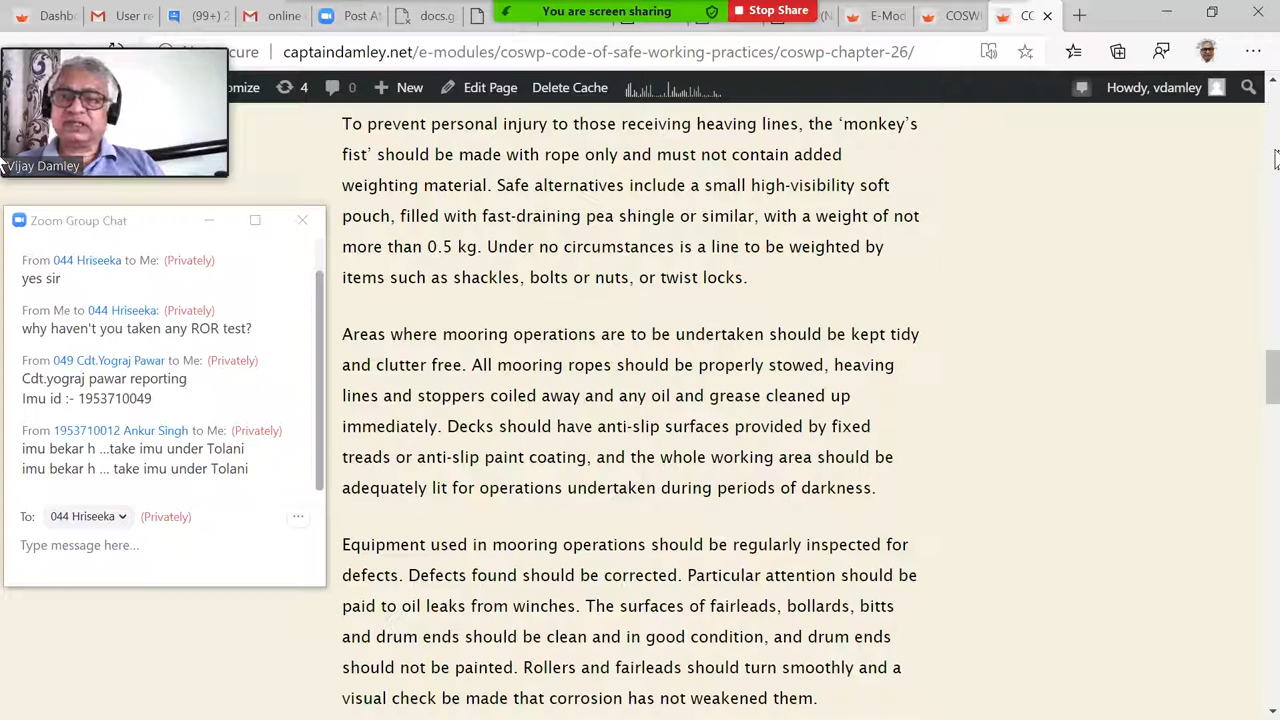 Dashb
User re
(99+) 2
Gmail
online
Post At
docs.g
You are screen sharing
Stop Share
E-Mod
COSW
CC
cure
captaindamley.net/e-modules/coswp-code-of-safe-working-practices/coswp-chapter-26/
omize
4
0
New
Edit Page
Delete Cache
Howdy, vdamley
Vijay Damley
Zoom Group Chat
From 044 Hriseeka to Me: (Privately)
yes sir
From Me to 044 Hriseeka: (Privately)
why haven't you taken any ROR test?
From 049 Cdt.Yograj Pawar to Me: (Privately)
Cdt.yograj pawar reporting
Imu id :- 1953710049
From 1953710012 Ankur Singh to Me: (Privately)
imu bekar h ...take imu under Tolani
imu bekar h ... take imu under Tolani
To: 044 Hriseeka (Privately)
Type message here...
To prevent personal injury to those receiving heaving lines, the ‘monkey’s
fist’ should be made with rope only and must not contain added
weighting material. Safe alternatives include a small high-visibility soft
pouch, filled with fast-draining pea shingle or similar, with a weight of not
more than 0.5 kg. Under no circumstances is a line to be weighted by
items such as shackles, bolts or nuts, or twist locks.
Areas where mooring operations are to be undertaken should be kept tidy
and clutter free. All mooring ropes should be properly stowed, heaving
lines and stoppers coiled away and any oil and grease cleaned up
immediately. Decks should have anti-slip surfaces provided by fixed
treads or anti-slip paint coating, and the whole working area should be
adequately lit for operations undertaken during periods of darkness.
Equipment used in mooring operations should be regularly inspected for
defects. Defects found should be corrected. Particular attention should be
paid to oil leaks from winches. The surfaces of fairleads, bollards, bitts
and drum ends should be clean and in good condition, and drum ends
should not be painted. Rollers and fairleads should turn smoothly and a
visual check be made that corrosion has not weakened them.